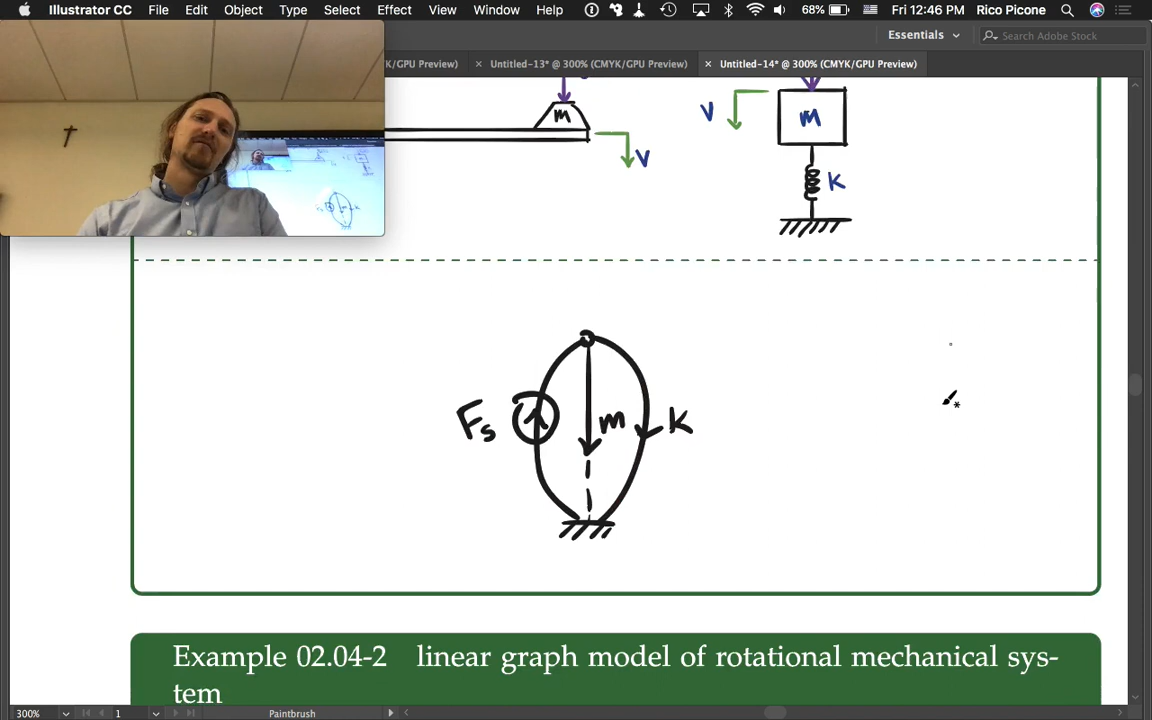 Illustrator CC File Edit Object Type Select Effect View Window Help 68% Fri 12:46 PM Rico Picone
Essentials Search Adobe Stock
K/GPU Preview) × Untitled-13* @ 300% (CMYK/GPU Preview) × Untitled-14* @ 300% (CMYK/GPU Preview)
m
V
V
m
K
Fs
m
K
Example 02.04-2 linear graph model of rotational mechanical sys-
tem
300% 1 Paintbrush